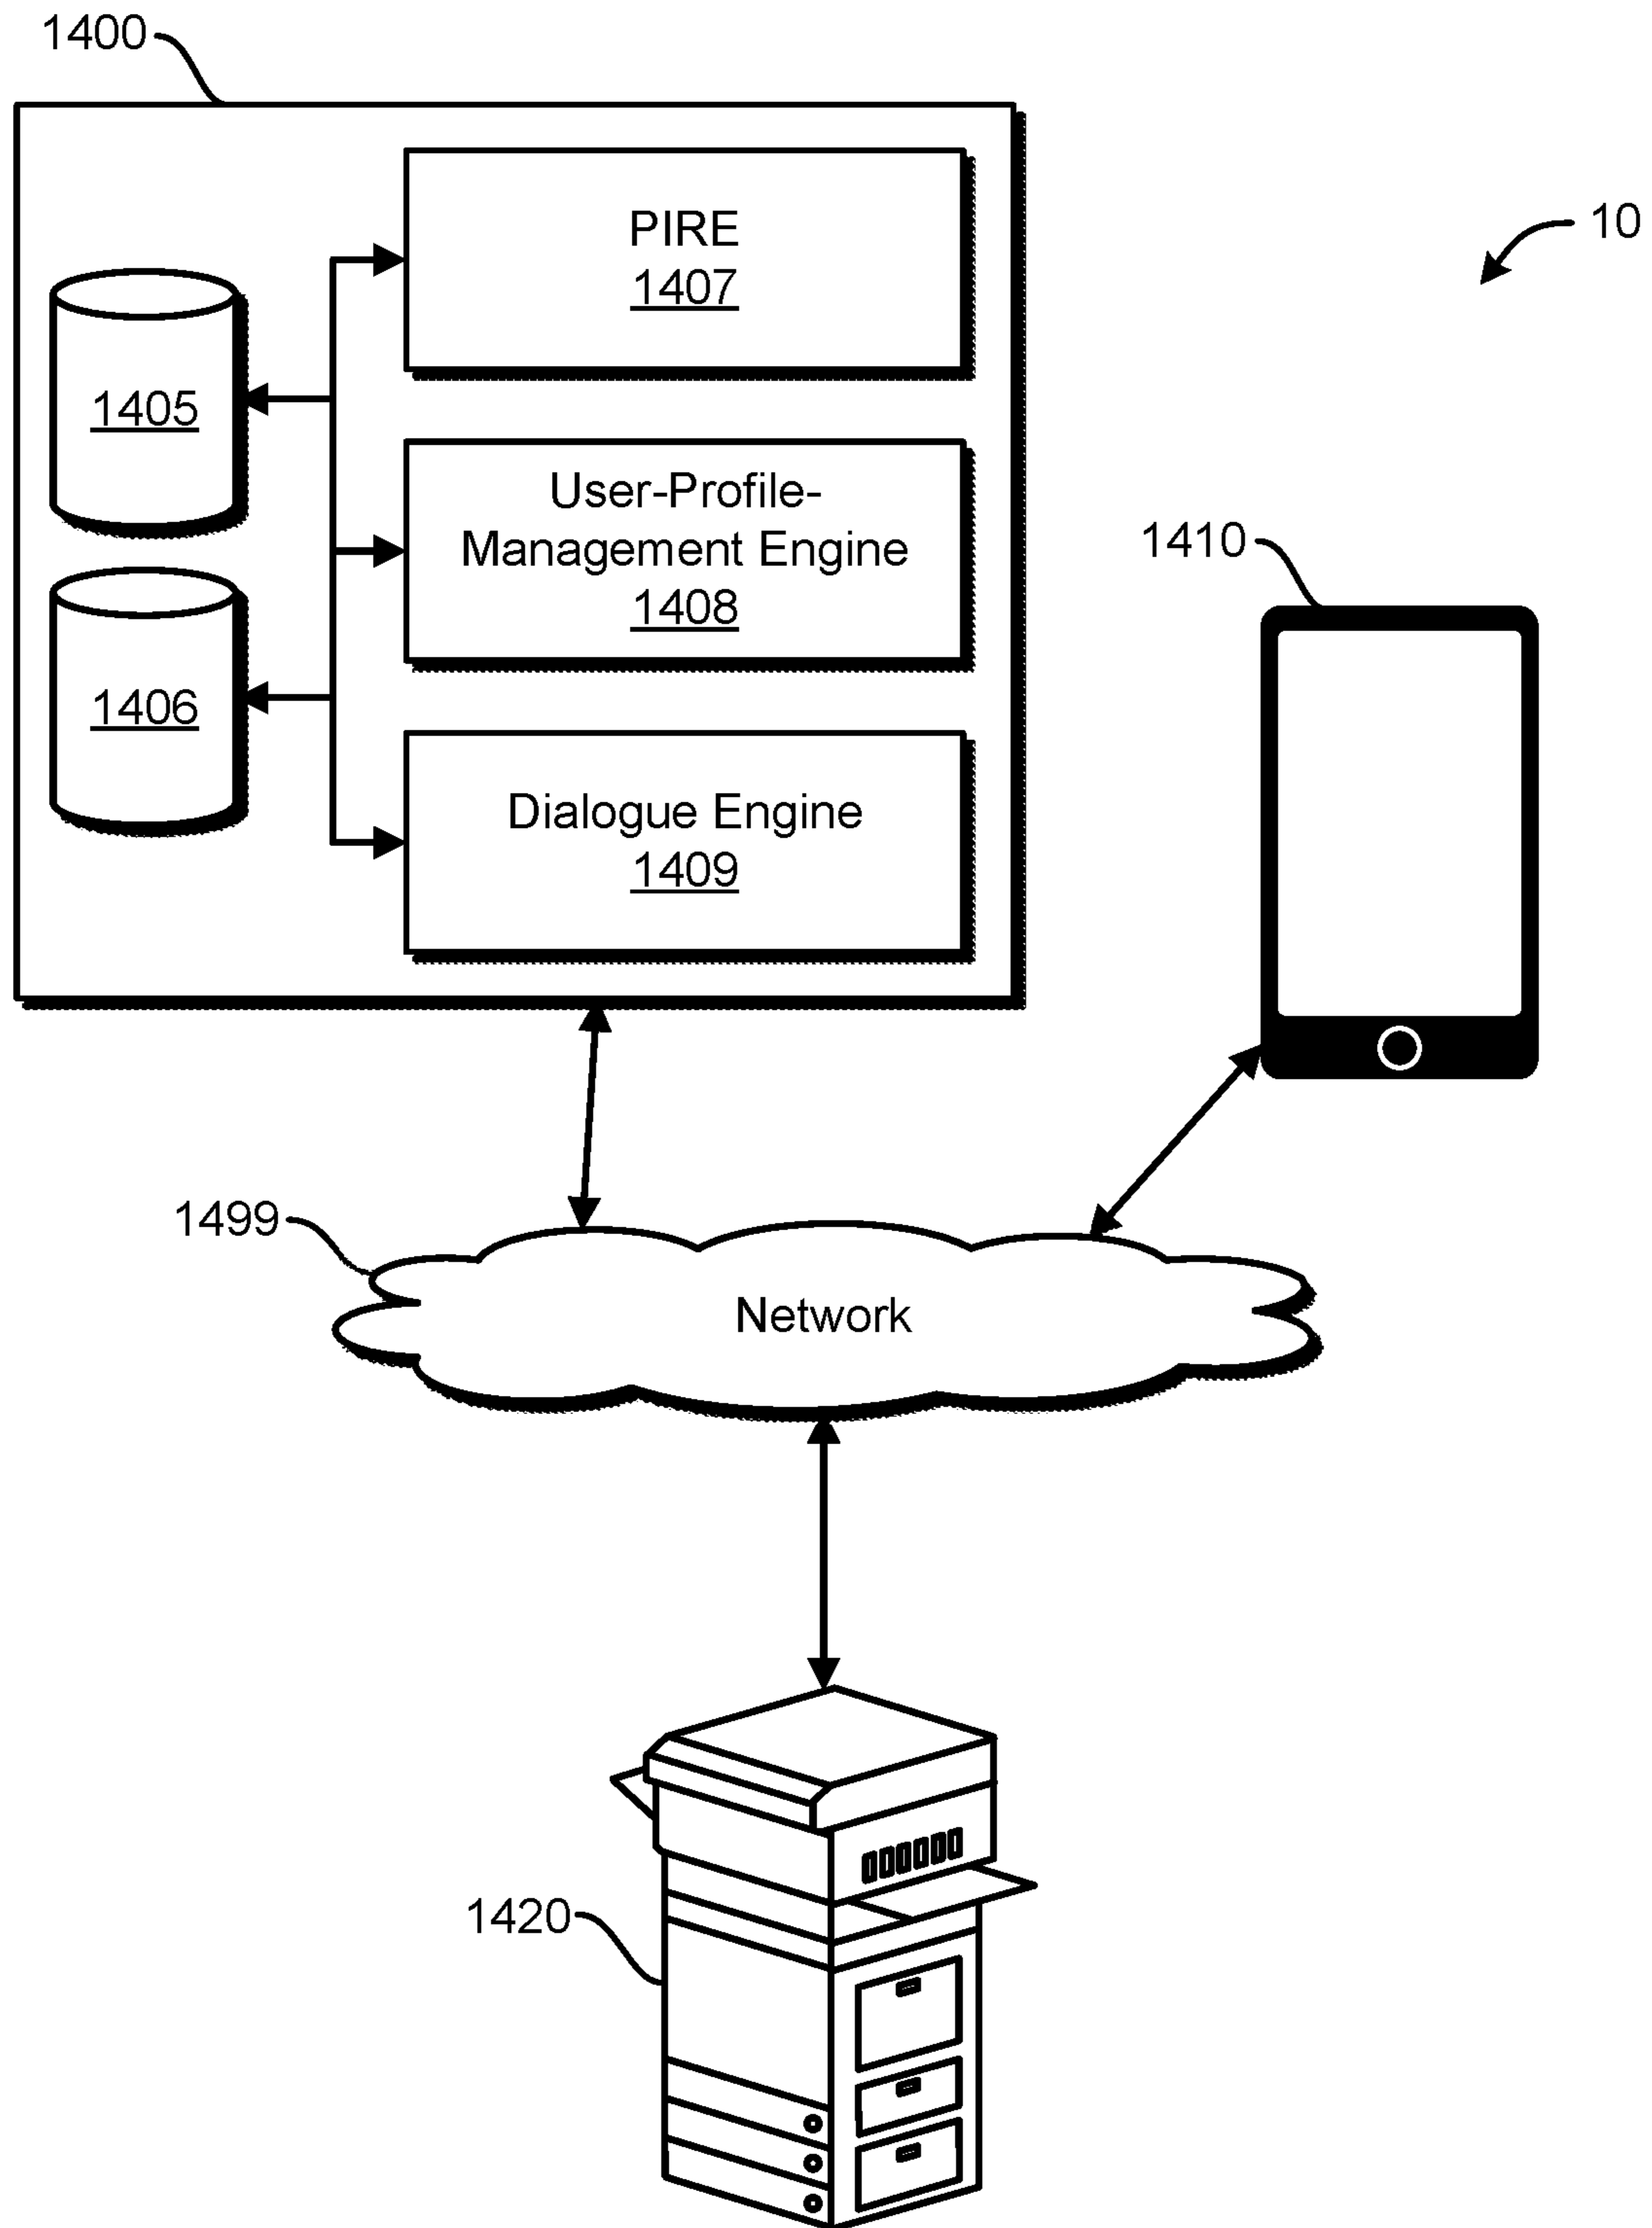 1400
PIRE
1407
10
1405
User-Profile-
Management Engine
1408
1410
1406
Dialogue Engine
1409
1499
Network
1420